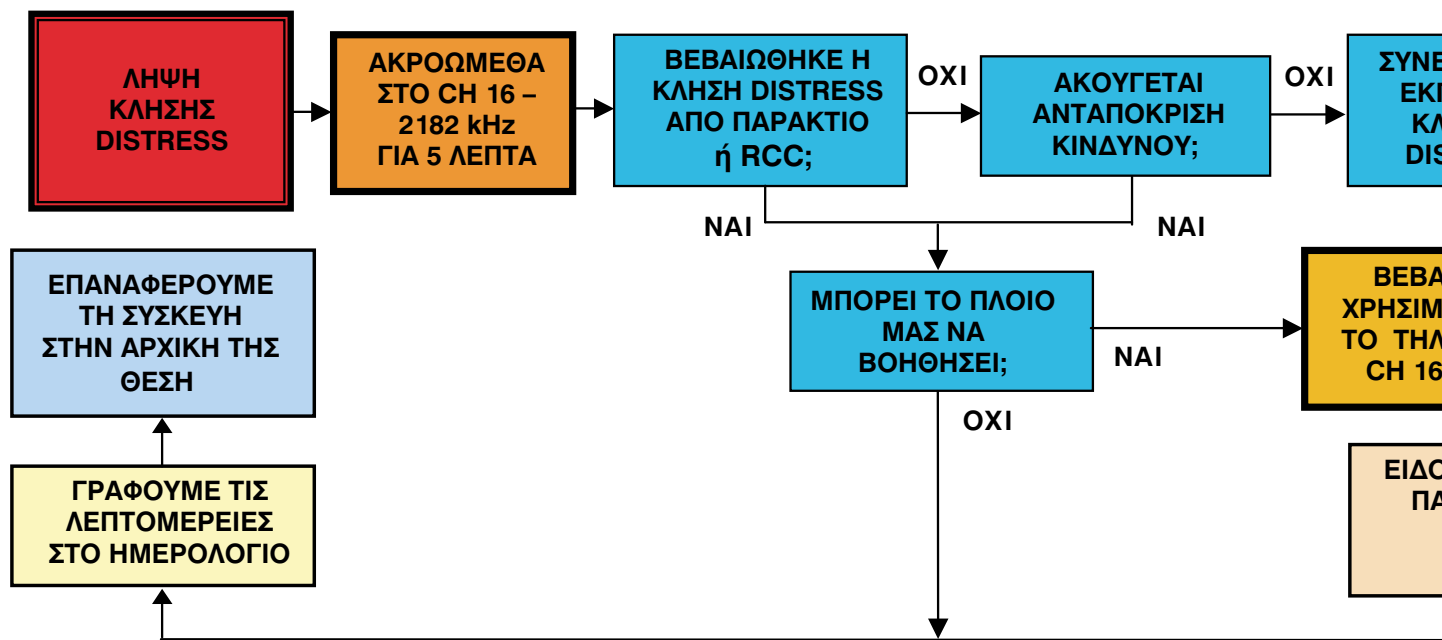 ΛΗΨΗ
ΚΛΗΣΗΣ
DISTRESS
ΑΚΡΟΩΜΕΘΑ
ΣΤΟ CH 16 –
2182 kHz
ΓΙΑ 5 ΛΕΠΤΑ
ΒΕΒΑΙΩΘΗΚΕ Η
ΚΛΗΣΗ DISTRESS
ΑΠΟ ΠΑΡΑΚΤΙΟ
ή RCC;
ΟΧΙ
ΑΚΟΥΓΕΤΑΙ
ΑΝΤΑΠΟΚΡΙΣΗ
ΚΙΝΔΥΝΟΥ;
ΟΧΙ
ΝΑΙ
ΝΑΙ
ΜΠΟΡΕΙ ΤΟ ΠΛΟΙΟ
ΜΑΣ ΝΑ
ΒΟΗΘΗΣΕΙ;
ΝΑΙ
CH 16
ΟΧΙ
ΕΠΑΝΑΦΕΡΟΥΜΕ
ΤΗ ΣΥΣΚΕΥΗ
ΣΤΗΝ ΑΡΧΙΚΗ ΤΗΣ
ΘΕΣΗ
ΓΡΑΦΟΥΜΕ ΤΙΣ
ΛΕΠΤΟΜΕΡΕΙΕΣ
ΣΤΟ ΗΜΕΡΟΛΟΓΙΟ